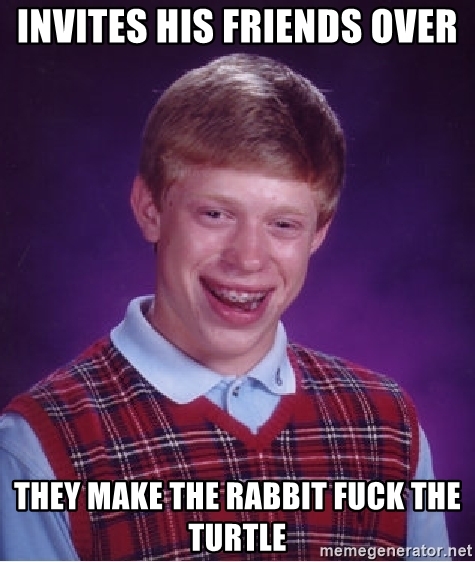 INVITES HIS FRIENDS OVER
THEY MAKE THE RABBIT FUCK THE
TURTLE
memegenerator.net